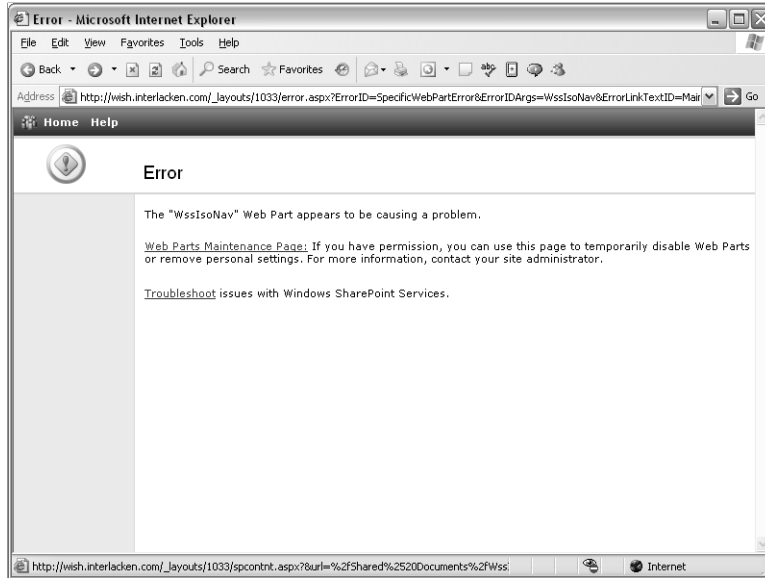 Error - Microsoft Internet Explorer
File Edit View Favorites Tools Help
Back Search Favorites
Address http://wish.interlacken.com/_layouts/1033/error.aspx?ErrorID=SpecificWebPartError&ErrorIDArgs=WssIsoNav&ErrorLinkTextID=Mair Go
Home Help
Error
The "WssIsoNav" Web Part appears to be causing a problem.
Web Parts Maintenance Page: If you have permission, you can use this page to temporarily disable Web Parts
or remove personal settings. For more information, contact your site administrator.
Troubleshoot issues with Windows SharePoint Services.
http://wish.interlacken.com/_layouts/1033/spcontnt.aspx?&url=%2fShared%2520Documents%2fWss Internet